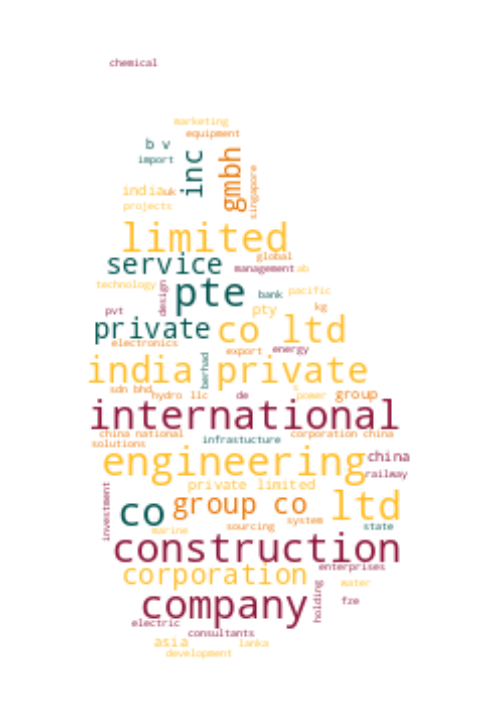 chemical
marketing
equipment
b v
import
inc
gmbh
singapore
india
uk
projects
limited
global
service
management
ab
technology
design
pte
bank
pacific
pvt
pty
kg
private
co ltd
electronics
export
energy
berhad
india private
sdn bhd
hydro
llc
de
s
power
group
international
china national
infrastucture
corporation china
solutions
engineering
china
railway
private limited
investment
co
group co
ltd
marine
sourcing
system
state
construction
corporation
enterprises
water
holding
company
fze
electric
consultants
asia
lanka
development